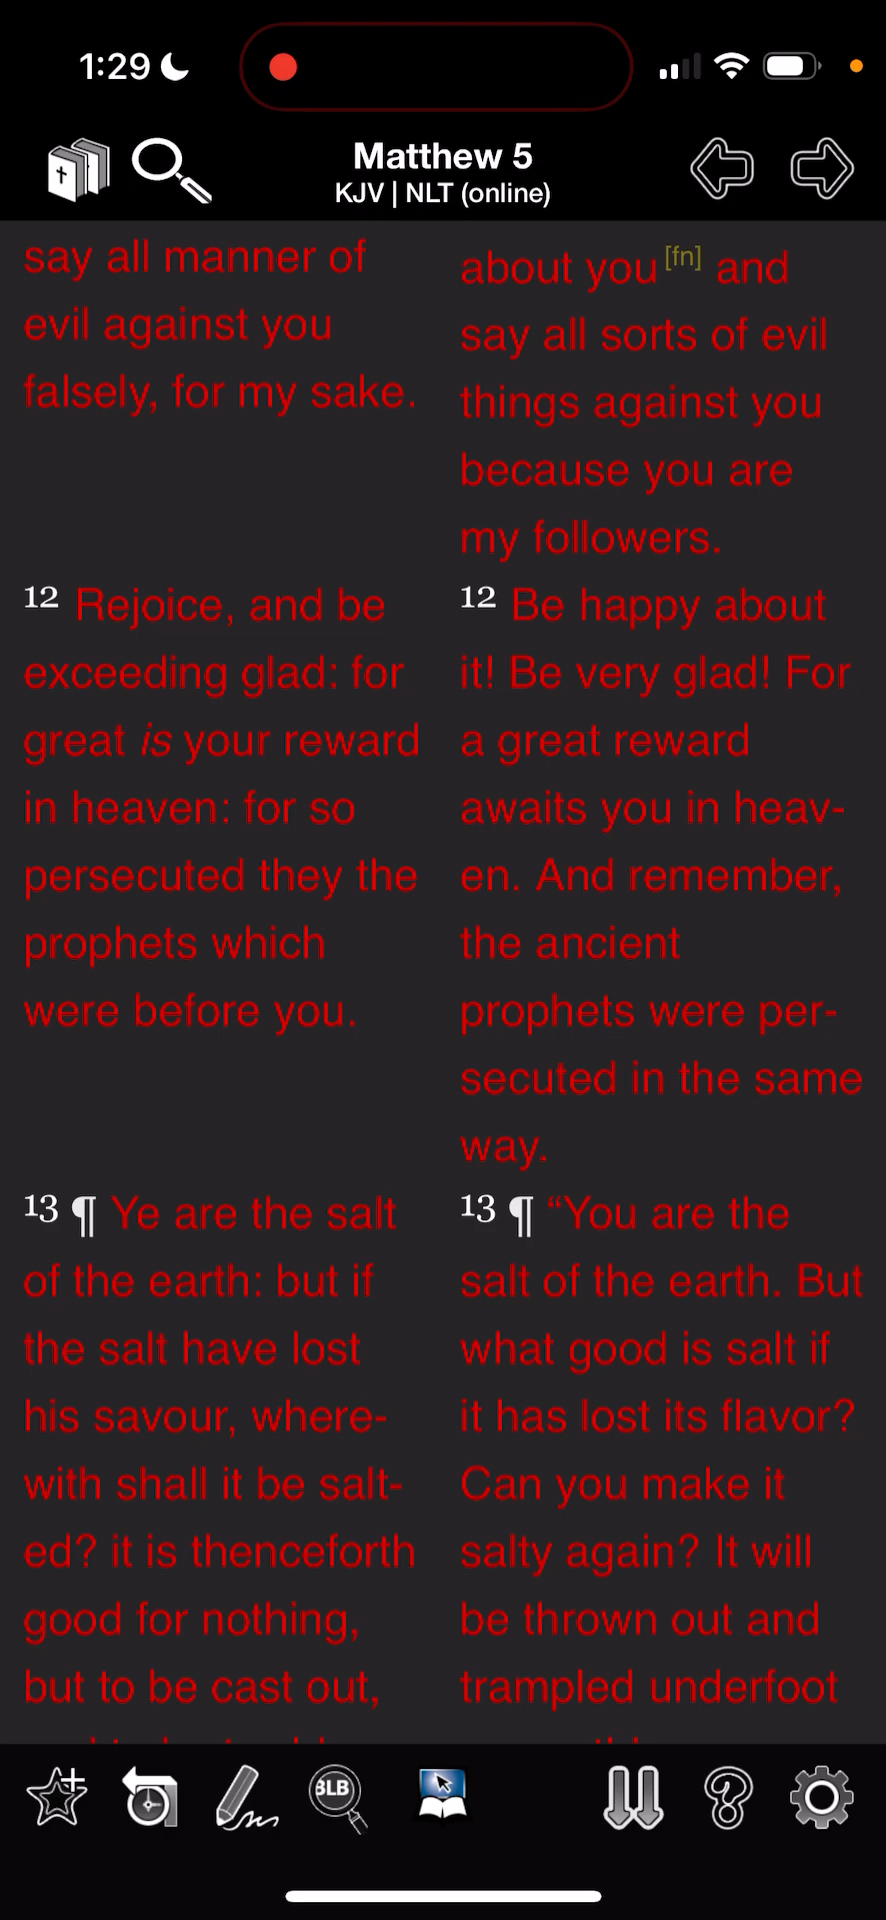 1:29
Matthew 5
KJV | NLT (online)
say all manner of
evil against you
falsely, for my sake.
about you [fn] and
say all sorts of evil
things against you
because you are
my followers.
12 Rejoice, and be
exceeding glad: for
great is your reward
in heaven: for so
persecuted they the
prophets which
were before you.
12 Be happy about
it! Be very glad! For
a great reward
awaits you in heav-
en. And remember,
the ancient
prophets were per-
secuted in the same
way.
13 ¶ Ye are the salt
of the earth: but if
the salt have lost
his savour, where-
with shall it be salt-
ed? it is thenceforth
good for nothing,
but to be cast out,
13 ¶ “You are the
salt of the earth. But
what good is salt if
it has lost its flavor?
Can you make it
salty again? It will
be thrown out and
trampled underfoot
BLB